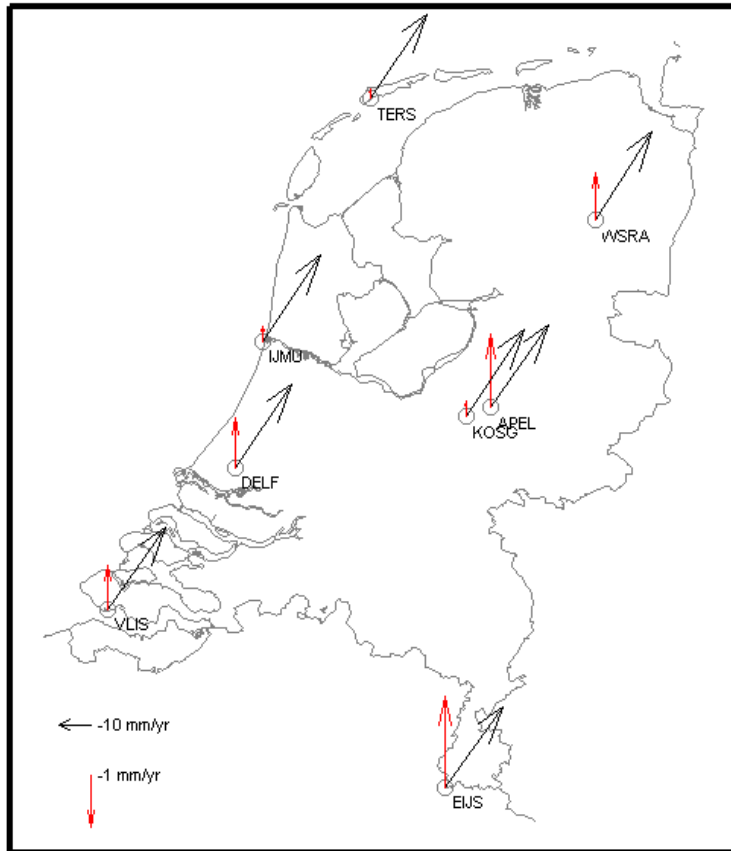 TERS
WSRA
IJMU
APEL
KOSG
DELF
VLIS
-10 mm/yr
-1 mm/yr
EIJS